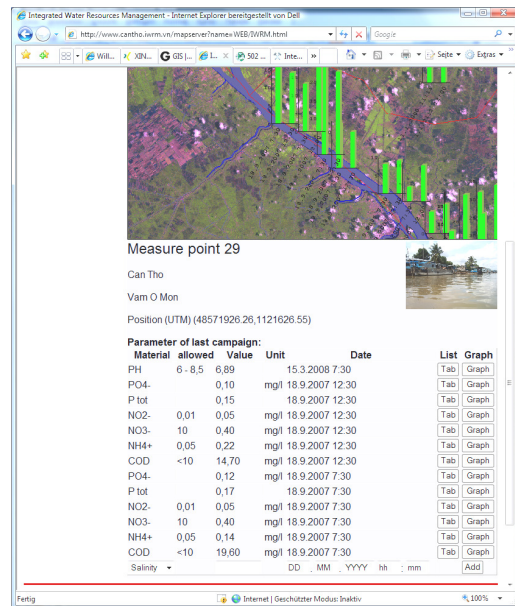 Integrated Water Resources Management - Internet Explorer bereitgestellt von Dell
http://www.cantho.iwrm.vn/mapserver?name=WEB/IWRM.html
Google
Will... XIN... GIS |... 502 ... Inte... » Seite Extras
Measure point 29
Can Tho
Vam O Mon
Position (UTM) (48571926.26,1121626.55)
Parameter of last campaign:
Material allowed Value Unit Date List Graph
PH 6 - 8,5 6,89 15.3.2008 7:30 Tab Graph
PO4- 0,10 mg/l 18.9.2007 12:30 Tab Graph
P tot 0,15 18.9.2007 12:30 Tab Graph
NO2- 0,01 0,05 mg/l 18.9.2007 12:30 Tab Graph
NO3- 10 0,40 mg/l 18.9.2007 12:30 Tab Graph
NH4+ 0,05 0,22 mg/l 18.9.2007 12:30 Tab Graph
COD <10 14,70 mg/l 18.9.2007 12:30 Tab Graph
PO4- 0,12 mg/l 18.9.2007 7:30 Tab Graph
P tot 0,17 18.9.2007 7:30 Tab Graph
NO2- 0,01 0,05 mg/l 18.9.2007 7:30 Tab Graph
NO3- 10 0,40 mg/l 18.9.2007 7:30 Tab Graph
NH4+ 0,05 0,14 mg/l 18.9.2007 7:30 Tab Graph
COD <10 19,60 mg/l 18.9.2007 7:30 Tab Graph
Salinity DD . MM . YYYY hh : mm Add
Fertig Internet | Geschützter Modus: Inaktiv 100%